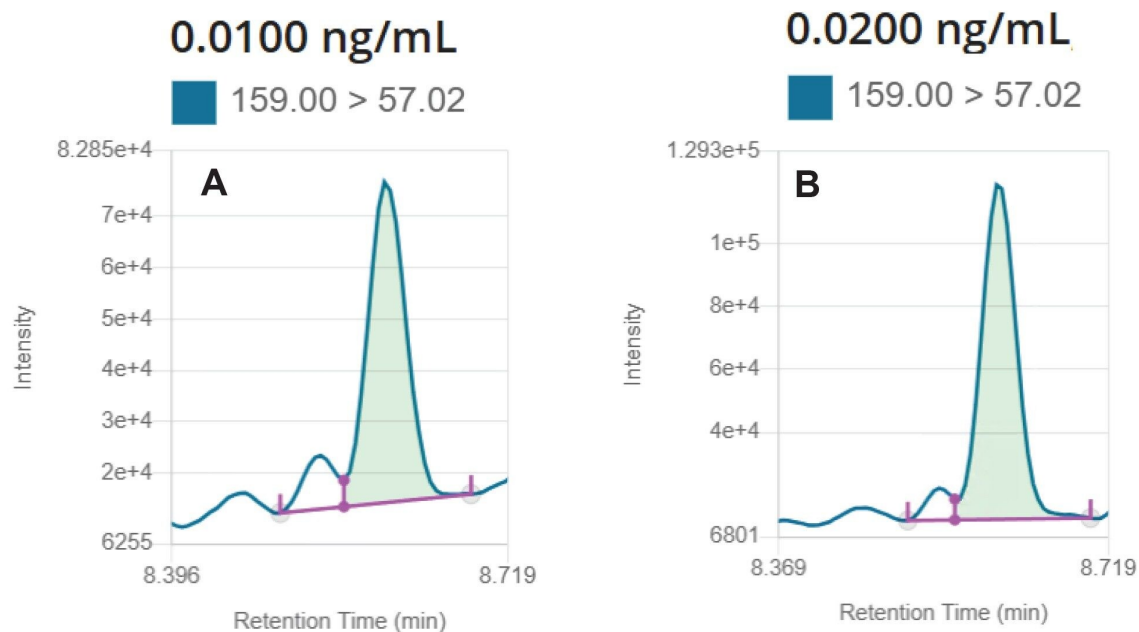 0.0100 ng/mL
159.00 > 57.02
8.285e+4
A
7e+4
6e+4
5e+4
4e+4
3e+4
2e+4
6255
8.396
8.719
Intensity
Retention Time (min)
0.0200 ng/mL
159.00 > 57.02
1.293e+5
B
1e+5
8e+4
6e+4
4e+4
6801
8.369
8.719
Intensity
Retention Time (min)